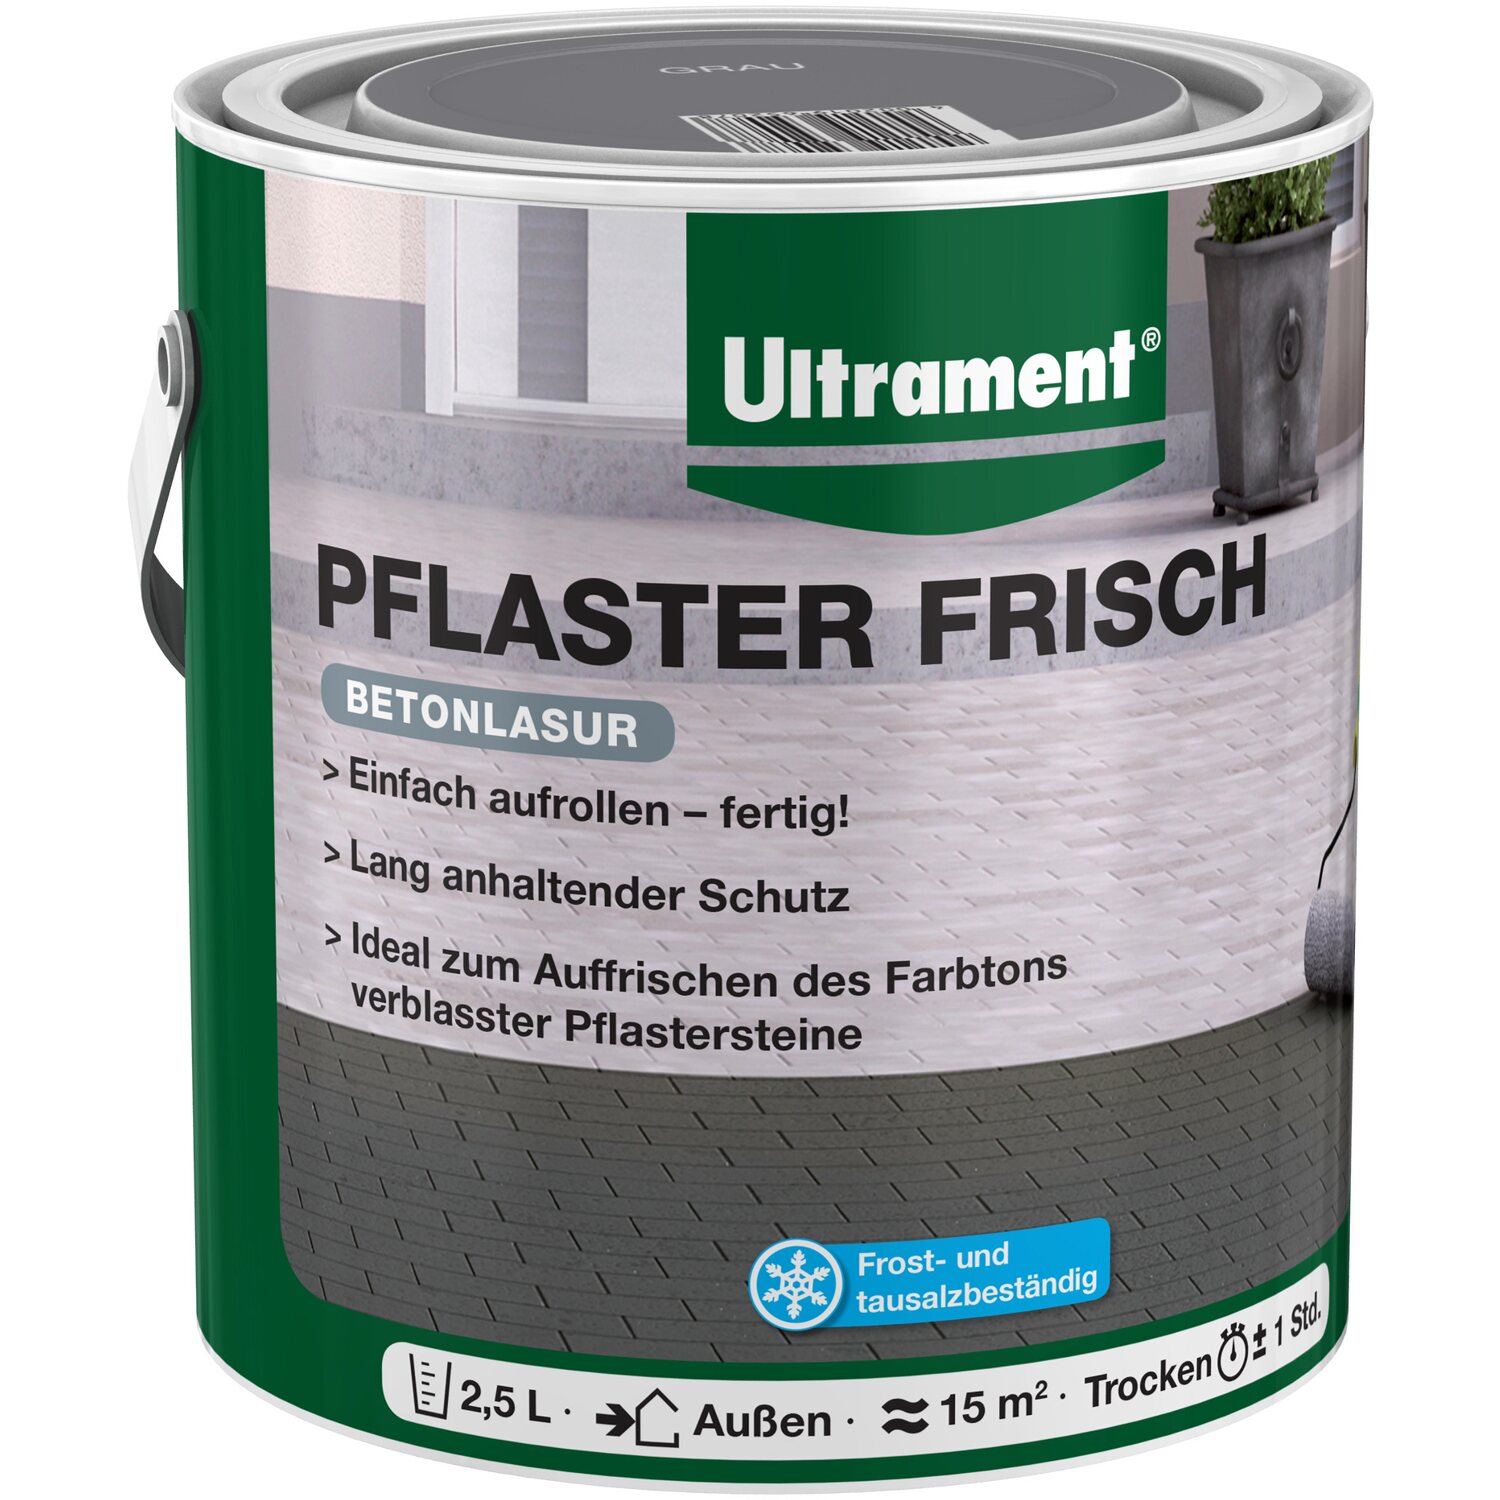 GRAU
Ultrament®
PFLASTER FRISCH
BETONLASUR
> Einfach aufrollen – fertig!
> Lang anhaltender Schutz
> Ideal zum Auffrischen des Farbtons
verblasster Pflastersteine
Frost- und
tausalzbeständig
2,5 L · Außen · ≈ 15 m² · Trocken ± 1 Std.